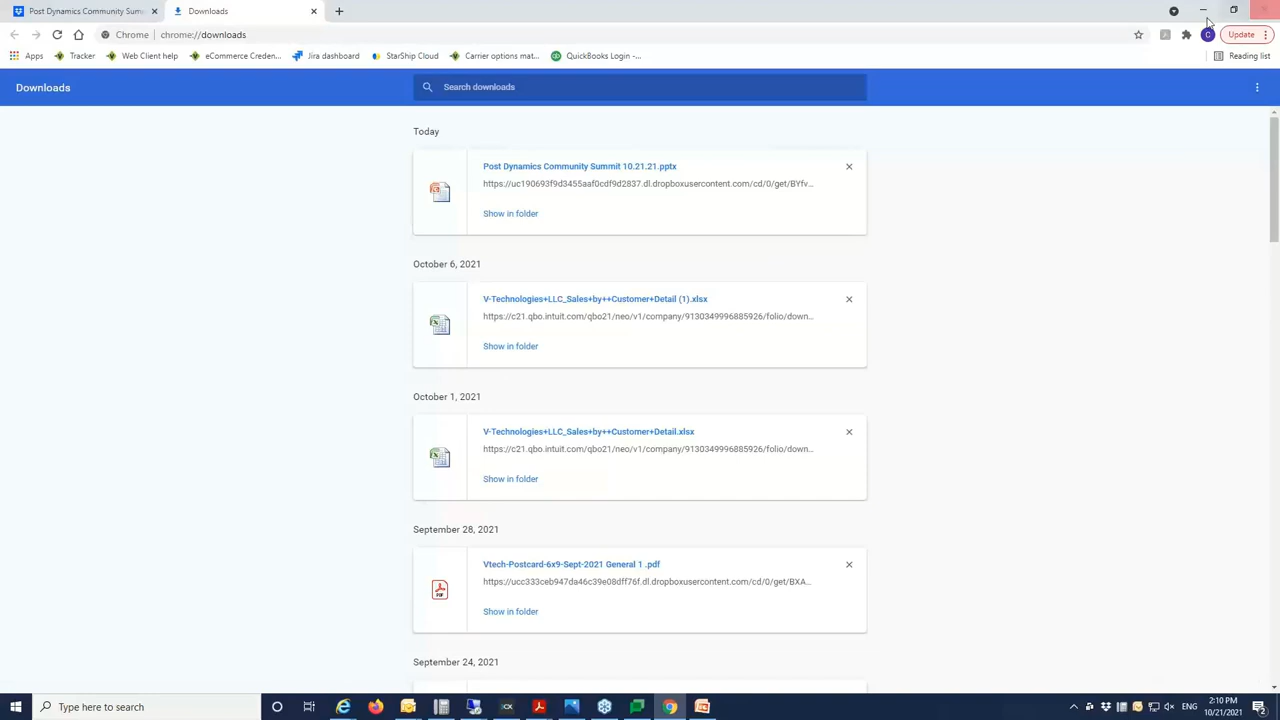 Post Dynamics Community Sum
Downloads
Chrome | chrome://downloads
C
Update
Apps
Tracker
Web Client help
eCommerce Creden...
Jira dashboard
StarShip Cloud
Carrier options mat...
QuickBooks Login -...
Reading list
Downloads
Search downloads
Today
Post Dynamics Community Summit 10.21.21.pptx
https://uc190693f9d3455aaf0cdf9d2837.dl.dropboxusercontent.com/cd/0/get/BYfv...
Show in folder
October 6, 2021
V-Technologies+LLC_Sales+by++Customer+Detail (1).xlsx
https://c21.qbo.intuit.com/qbo21/neo/v1/company/9130349996885926/folio/down...
Show in folder
October 1, 2021
V-Technologies+LLC_Sales+by++Customer+Detail.xlsx
https://c21.qbo.intuit.com/qbo21/neo/v1/company/9130349996885926/folio/down...
Show in folder
September 28, 2021
Vtech-Postcard-6x9-Sept-2021 General 1 .pdf
https://ucc333ceb947da46c39e08dff76f.dl.dropboxusercontent.com/cd/0/get/BXA...
PDF
Show in folder
September 24, 2021
Type here to search
ENG
2:10 PM
10/21/2021
2